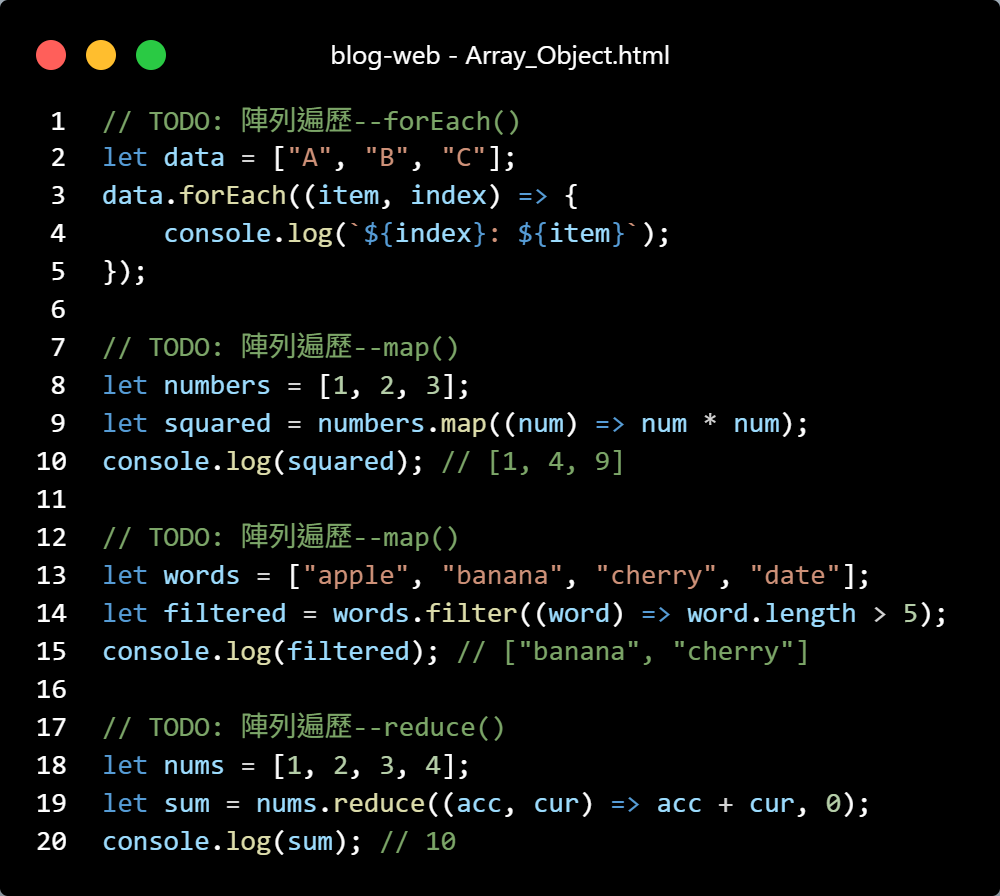 blog-web - Array_Object.html
1 // TODO: 陣列遍歷--forEach()
2 let data = ["A", "B", "C"];
3 data.forEach((item, index) => {
4     console.log(`${index}: ${item}`);
5 });
6
7 // TODO: 陣列遍歷--map()
8 let numbers = [1, 2, 3];
9 let squared = numbers.map((num) => num * num);
10 console.log(squared); // [1, 4, 9]
11
12 // TODO: 陣列遍歷--map()
13 let words = ["apple", "banana", "cherry", "date"];
14 let filtered = words.filter((word) => word.length > 5);
15 console.log(filtered); // ["banana", "cherry"]
16
17 // TODO: 陣列遍歷--reduce()
18 let nums = [1, 2, 3, 4];
19 let sum = nums.reduce((acc, cur) => acc + cur, 0);
20 console.log(sum); // 10